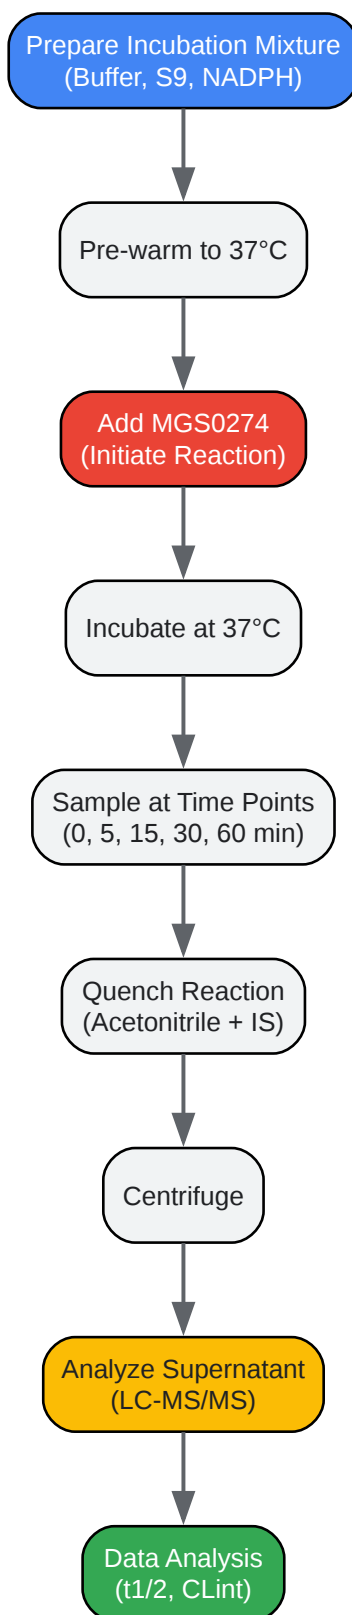 Prepare Incubation Mixture
(Buffer, S9, NADPH)
Pre-warm to 37°C
Add MGS0274
(Initiate Reaction)
Incubate at 37°C
Sample at Time Points
(0, 5, 15, 30, 60 min)
Quench Reaction
(Acetonitrile + IS)
Centrifuge
Analyze Supernatant
(LC-MS/MS)
Data Analysis
(t1/2, CLint)